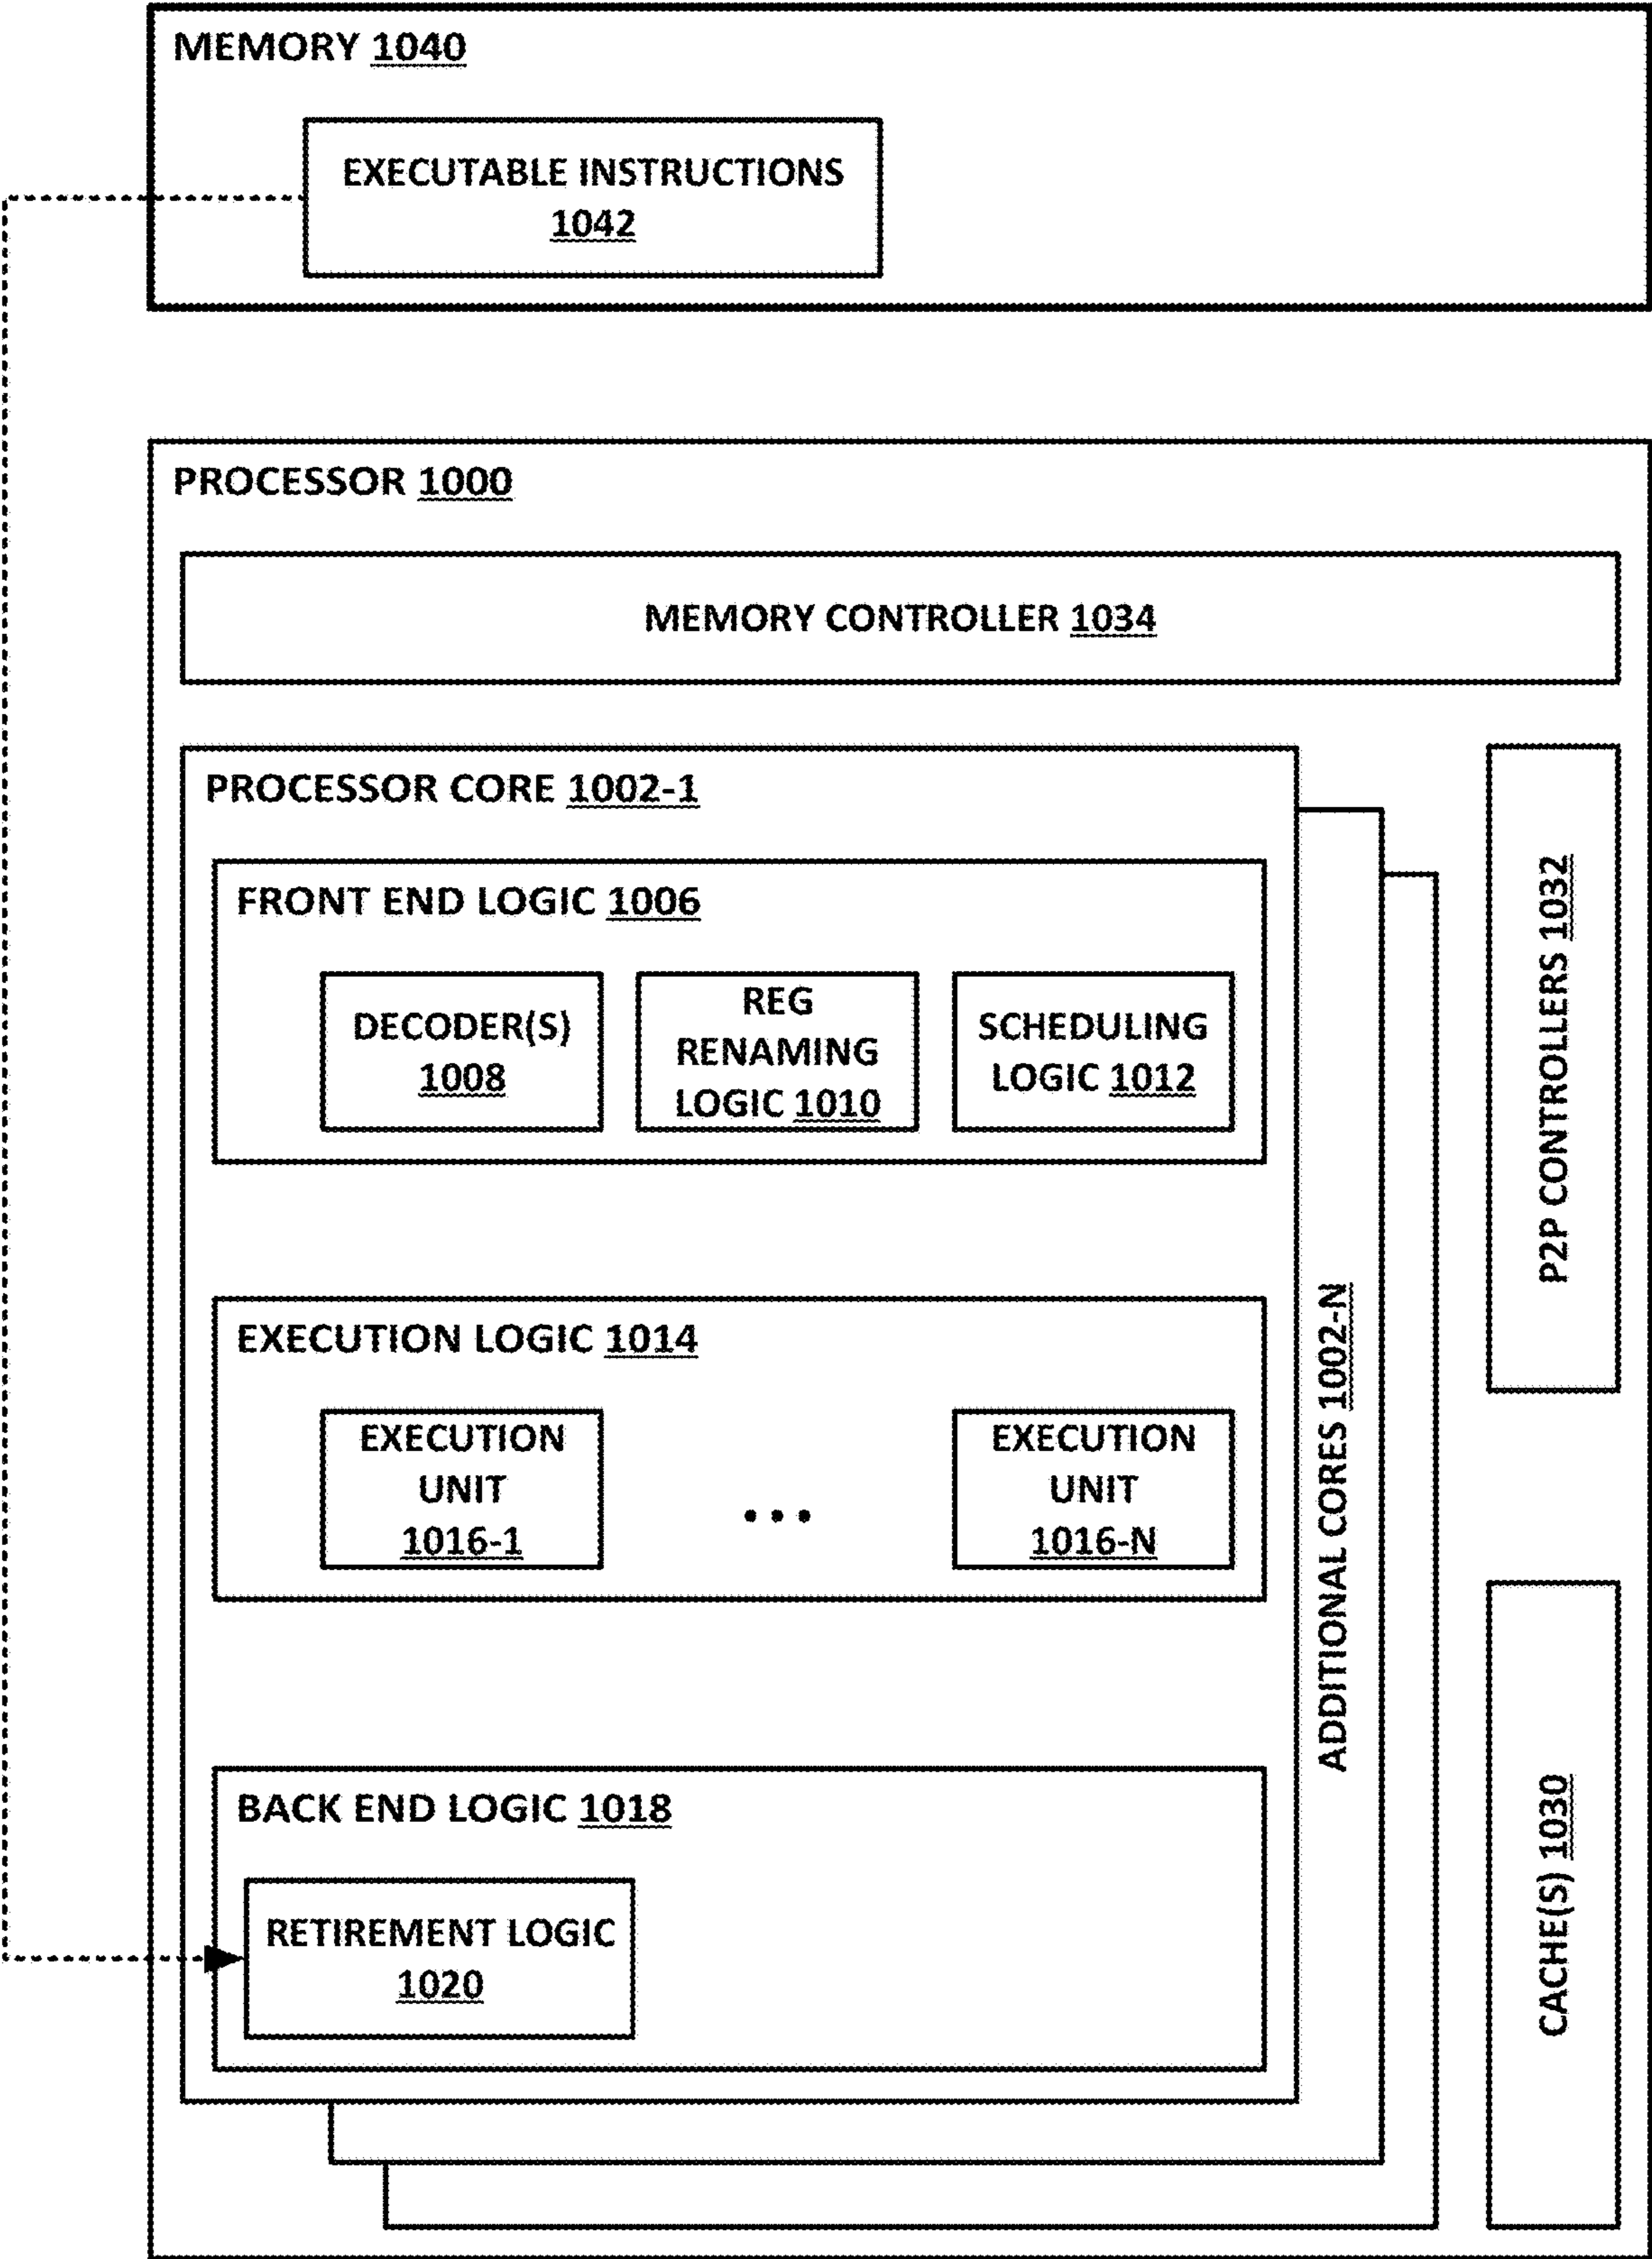 MEMORY 1040
EXECUTABLE INSTRUCTIONS
1042
PROCESSOR 1000
MEMORY CONTROLLER 1034
PROCESSOR CORE 1002-1
FRONT END LOGIC 1006
DECODER(S)
1008
REG
RENAMING
LOGIC 1010
SCHEDULING
LOGIC 1012
EXECUTION LOGIC 1014
EXECUTION
UNIT
1016-1
...
EXECUTION
UNIT
1016-N
BACK END LOGIC 1018
RETIREMENT LOGIC
1020
ADDITIONAL CORES 1002-N
P2P CONTROLLERS 1032
CACHE(S) 1030